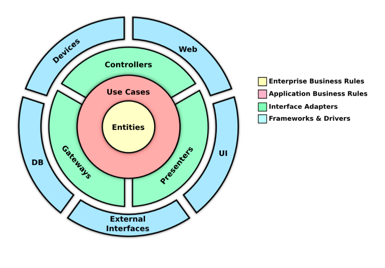 Devices
Web
Controllers
Use Cases
Entities
Gateways
Presenters
DB
UI
External
Interfaces
Enterprise Business Rules
Application Business Rules
Interface Adapters
Frameworks & Drivers